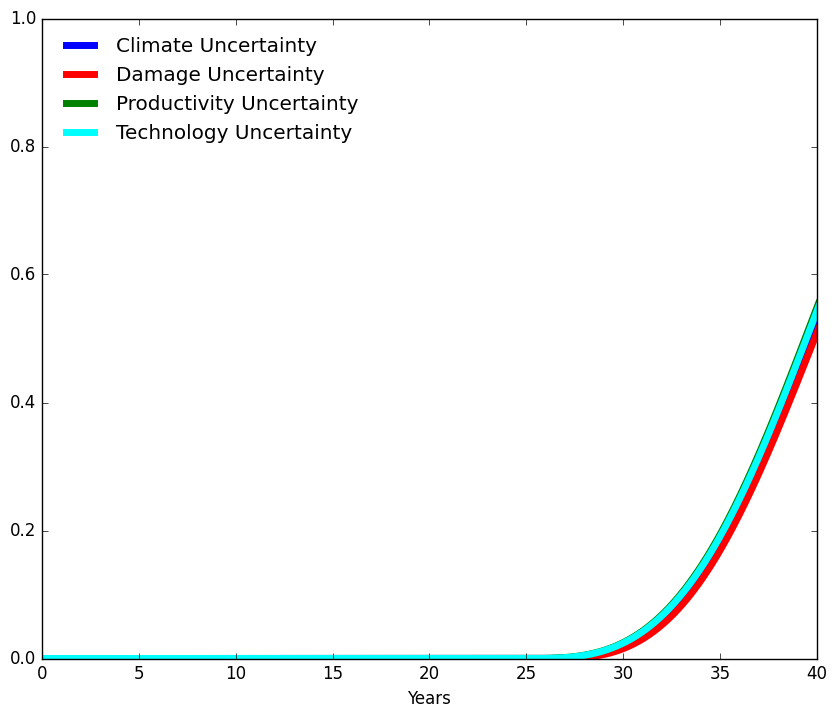 1.0
Climate Uncertainty
Damage Uncertainty
Productivity Uncertainty
Technology Uncertainty
0.8
0.6
0.4
0.2
0.0
0 5 10 15 20 25 30 35 40
Years